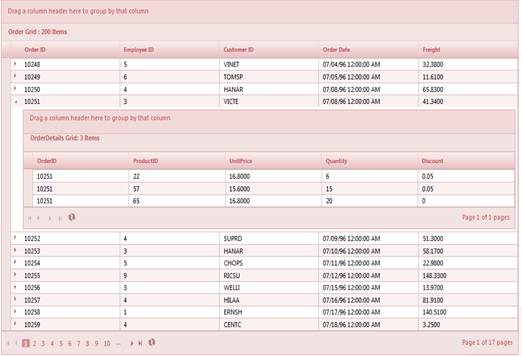 Drag a column header here to group by that column
Order Grid : 200 Items
Order ID Employee ID Customer ID Order Date Freight
10248 5 VINET 07/04/96 12:00:00 AM 32.3800
10249 6 TOMSP 07/05/96 12:00:00 AM 11.6100
10250 4 HANAR 07/08/96 12:00:00 AM 65.8300
10251 3 VICTE 07/08/96 12:00:00 AM 41.3400
Drag a column header here to group by that column
OrderDetails Grid: 3 Items
OrderID ProductID UnitPrice Quantity Discount
10251 22 16.8000 6 0.05
10251 57 15.6000 15 0.05
10251 65 16.8000 20 0
Page 1 of 1 pages
10252 4 SUPRD 07/09/96 12:00:00 AM 51.3000
10253 3 HANAR 07/10/96 12:00:00 AM 58.1700
10254 5 CHOPS 07/11/96 12:00:00 AM 22.9800
10255 9 RICSU 07/12/96 12:00:00 AM 148.3300
10256 3 WELLI 07/15/96 12:00:00 AM 13.9700
10257 4 HILAA 07/16/96 12:00:00 AM 81.9100
10258 1 ERNSH 07/17/96 12:00:00 AM 140.5100
10259 4 CENTC 07/18/96 12:00:00 AM 3.2500
1 2 3 4 5 6 7 8 9 10 ... Page 1 of 17 pages